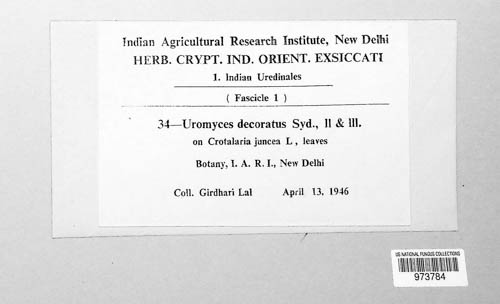 Indian Agricultural Research Institute, New Delhi
HERB. CRYPT. IND. ORIENT. EXSICCATI
1. Indian Uredinales
( Fascicle 1 )
34—Uromyces decoratus Syd., II & III.
on Crotalaria juncea L , leaves
Botany, I. A. R. I., New Delhi
Coll. Girdhari Lal April 13, 1946
US NATIONAL FUNGUS COLLECTIONS
973784